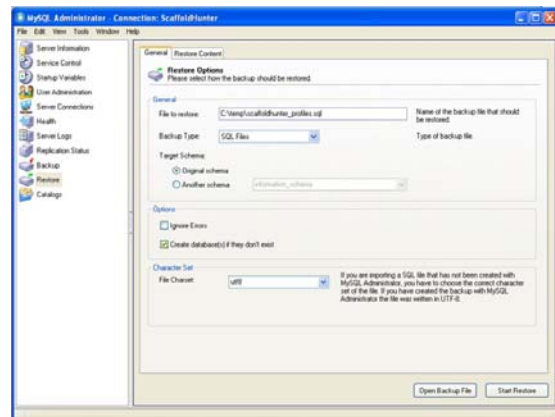 MySQL Administrator - Connection: ScaffoldHunter
File Edit View Tools Window Help
Server Information
Service Control
Startup Variables
User Administration
Server Connections
Health
Server Logs
Replication Status
Backup
Restore
Catalogs
General Restore Content
Restore Options
Please select how the backup should be restored.
General
File to restore: C:\temp\scaffoldhunter_profiles.sql Name of the backup file that should
be restored.
Backup Type: SQL Files Type of backup file.
Target Schema:
Original schema
Another schema information_schema
Options
Ignore Errors
Create database(s) if they don't exist
Character Set
File Charset: utf8
If you are importing a SQL file that has not been created with
MySQL Administrator, you have to choose the correct character
set of the file. If you have created the backup with MySQL
Administrator the file was written in UTF-8.
Open Backup File Start Restore